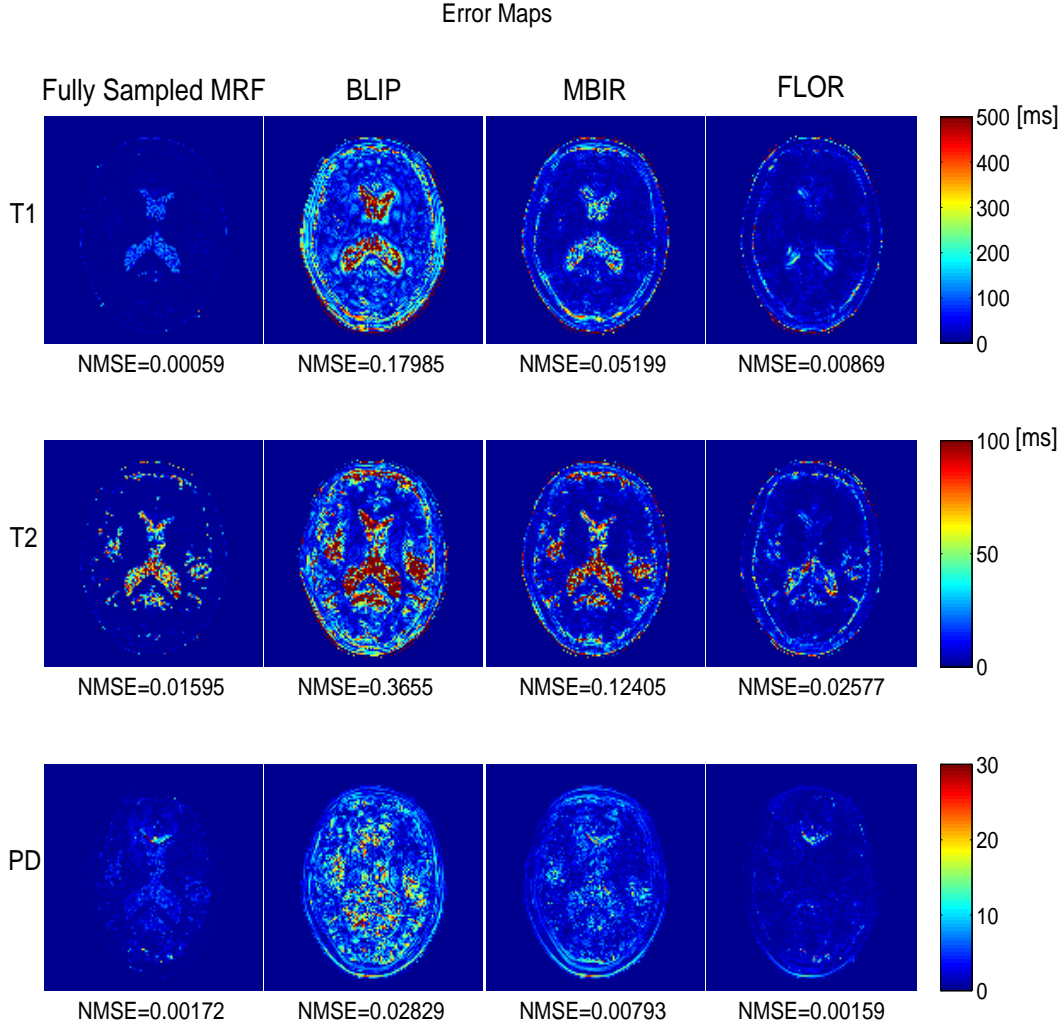 Error Maps
Fully Sampled MRF BLIP MBIR FLOR
T1
500 [ms]
400
300
200
100
0
NMSE=0.00059 NMSE=0.17985 NMSE=0.05199 NMSE=0.00869
T2
100 [ms]
50
0
NMSE=0.01595 NMSE=0.3655 NMSE=0.12405 NMSE=0.02577
PD
30
20
10
0
NMSE=0.00172 NMSE=0.02829 NMSE=0.00793 NMSE=0.00159